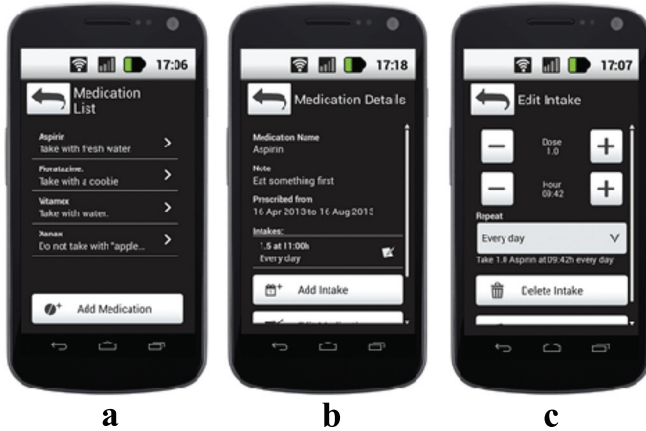 17:06
Medication
List
Aspirin
Take with fresh water
Take with a cookie
Vitamex
Take with water.
Xanax
Do not take with "apple...
Add Medication
a
17:18
Medication Details
Medication Name
Aspirin
Note
Eat something first
Prescribed from
16 Apr 2013 to 16 Aug 2013
Intakes:
1.5 at 11:00h
Every day
Add Intake
b
17:07
Edit Intake
Dose
1.0
Hour
09:42
Repeat
Every day
Take 1.0 Aspirin at 09:42h every day
Delete Intake
c